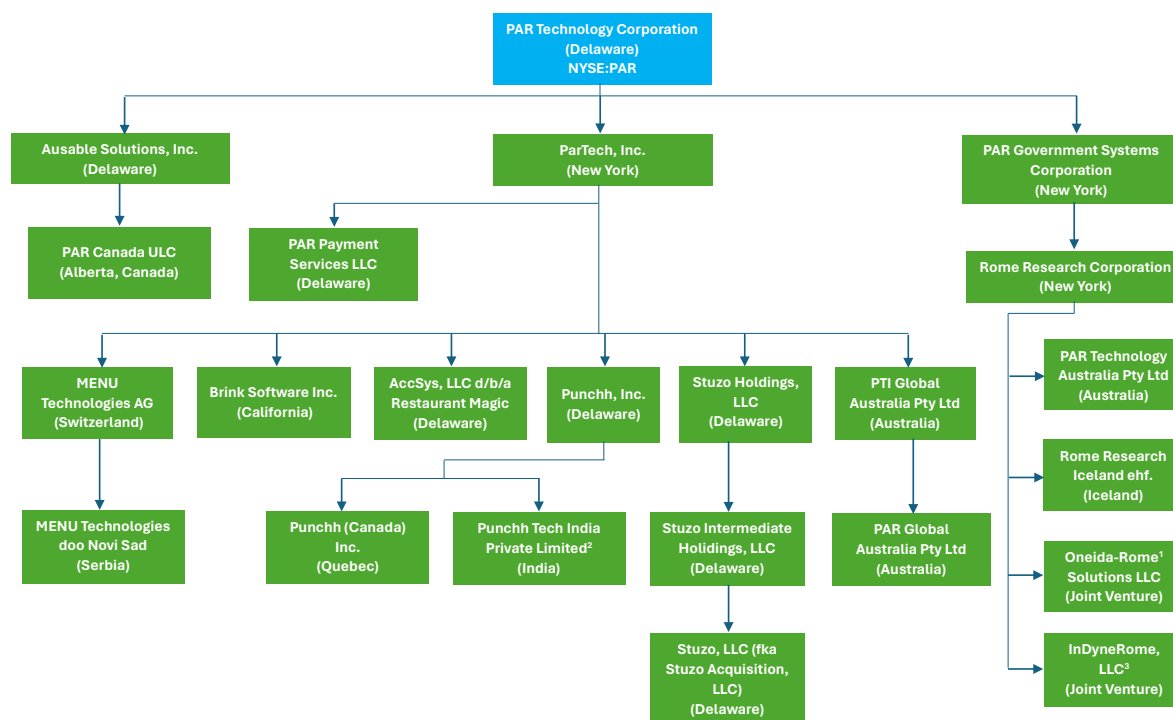 PAR Technology Corporation
(Delaware)
NYSE:PAR
Ausable Solutions, Inc.
(Delaware)
ParTech, Inc.
(New York)
PAR Government Systems
Corporation
(New York)
PAR Canada ULC
(Alberta, Canada)
PAR Payment
Services LLC
(Delaware)
Rome Research Corporation
(New York)
MENU
Technologies AG
(Switzerland)
Brink Software Inc.
(California)
AccSys, LLC d/b/a
Restaurant Magic
(Delaware)
Punchh, Inc.
(Delaware)
Stuzo Holdings,
LLC
(Delaware)
PTI Global
Australia Pty Ltd
(Australia)
PAR Technology
Australia Pty Ltd
(Australia)
Rome Research
Iceland ehf.
(Iceland)
MENU Technologies
doo Novi Sad
(Serbia)
Punchh (Canada)
Inc.
(Quebec)
Punchh Tech India
Private Limited²
(India)
Stuzo Intermediate
Holidings, LLC
(Delaware)
PAR Global
Australia Pty Ltd
(Australia)
Oneida-Rome¹
Solutions LLC
(Joint Venture)
Stuzo, LLC (fka
Stuzo Acquisition,
LLC)
(Delaware)
InDyneRome,
LLC³
(Joint Venture)